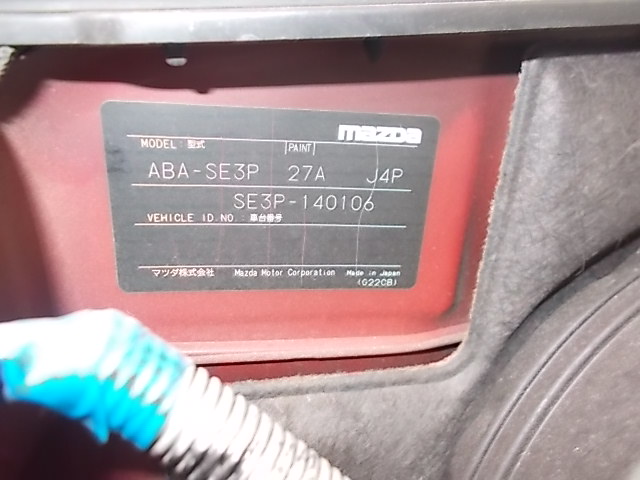 mazda
MODEL 型式 PAINT
ABA-SE3P 27A J4P
SE3P-140106
VEHICLE ID.NO. 車台番号
マツダ株式会社 Mazda Motor Corporation Made in Japan
(G22CB)